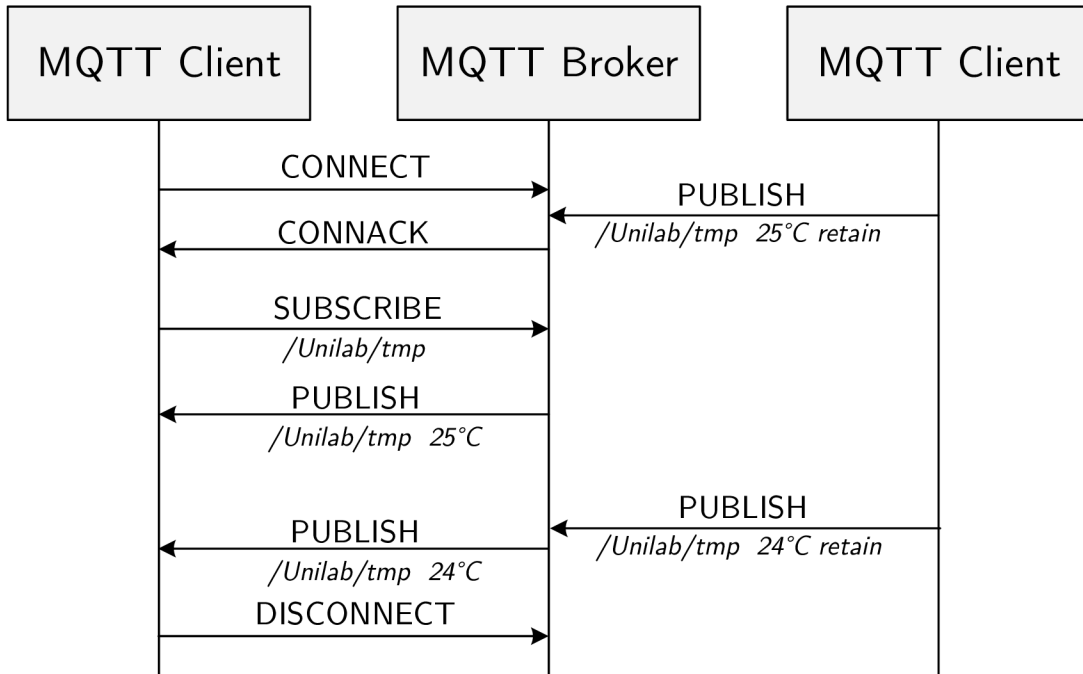 MQTT Client
MQTT Broker
MQTT Client
CONNECT
PUBLISH
/Unilab/tmp 25°C retain
CONNACK
SUBSCRIBE
/Unilab/tmp
PUBLISH
/Unilab/tmp 25°C
PUBLISH
/Unilab/tmp 24°C retain
PUBLISH
/Unilab/tmp 24°C
DISCONNECT